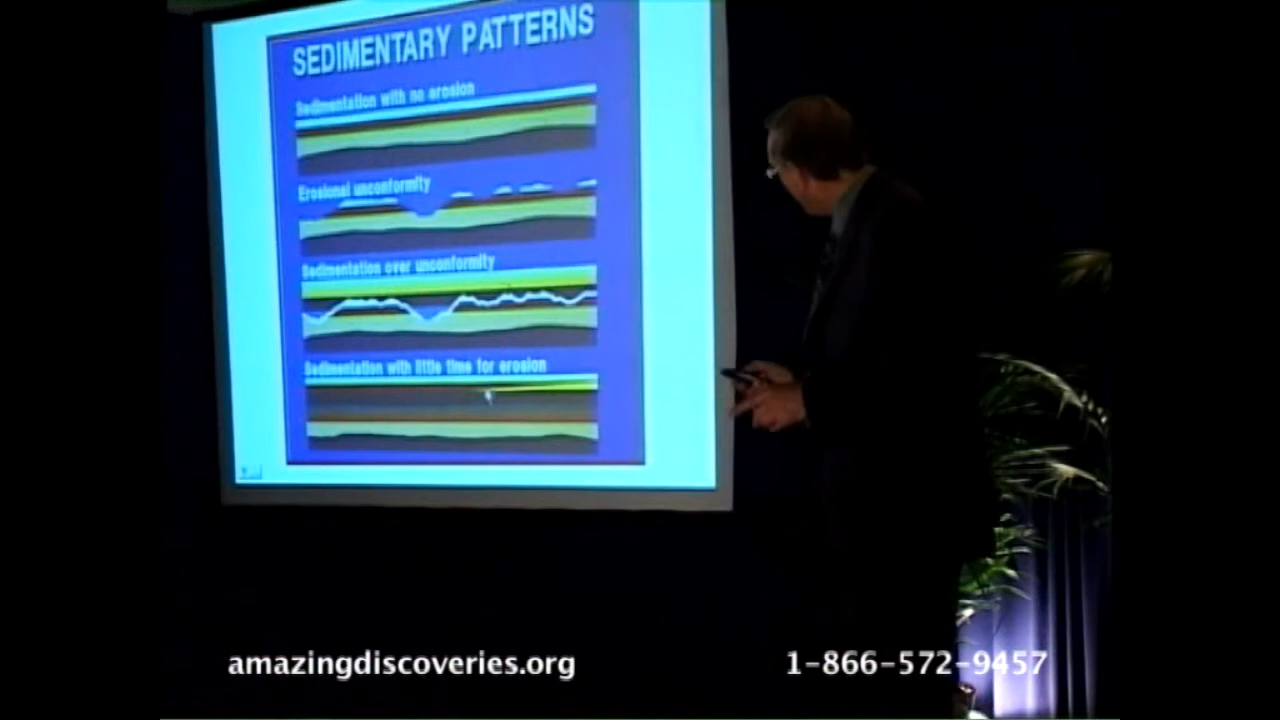 SEDIMENTARY PATTERNS
Sedimentation with no erosion
Erosional unconformity
Sedimentation over unconformity
Sedimentation with little time for erosion
amazingdiscoveries.org
1-866-572-9457